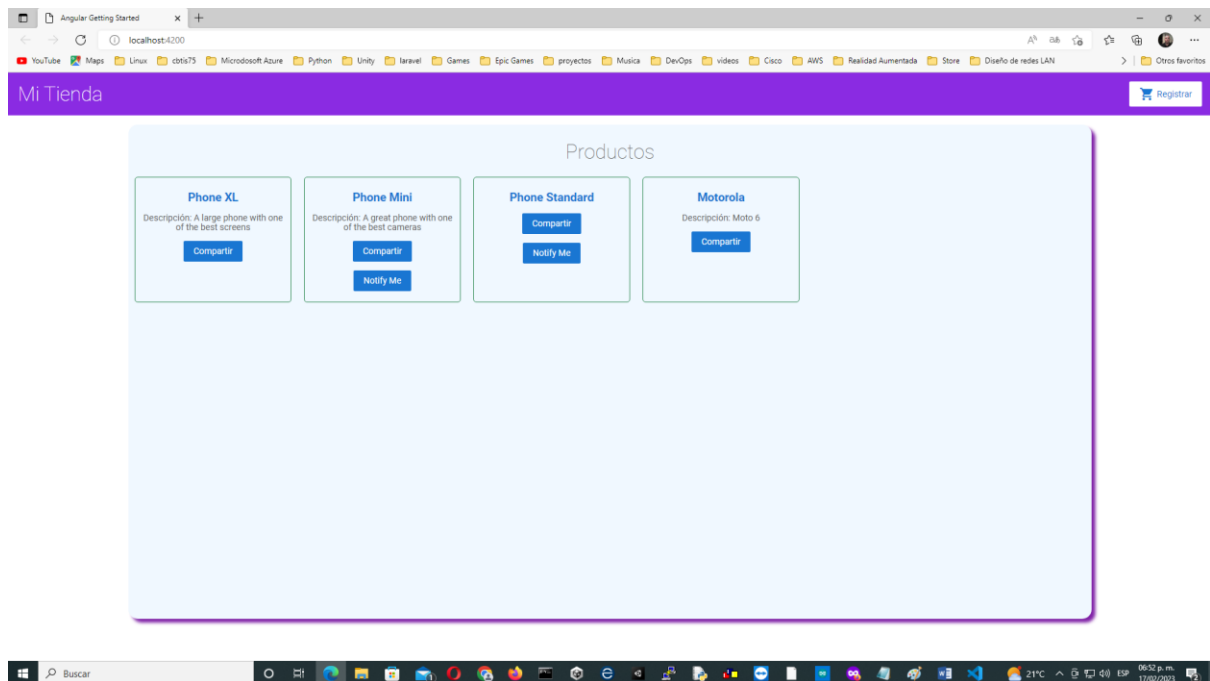 Angular Getting Started
localhost:4200
YouTube Maps Linux cbtis75 Microdosoft Azure Python Unity laravel Games Epic Games proyectos Musica DevOps videos Cisco AWS Realidad Aumentada Store Diseño de redes LAN Otros favoritos
Mi Tienda
Registrar
Productos
Phone XL
Descripción: A large phone with one
of the best screens
Compartir
Phone Mini
Descripción: A great phone with one
of the best cameras
Compartir
Notify Me
Phone Standard
Compartir
Notify Me
Motorola
Descripción: Moto 6
Compartir
Buscar
21°C
ESP
06:52 p. m.
17/02/2023